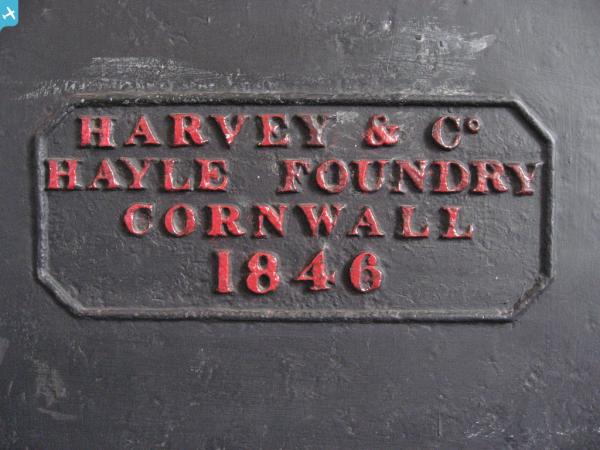 HARVEY & Cº
HAYLE FOUNDRY
CORNWALL
1846